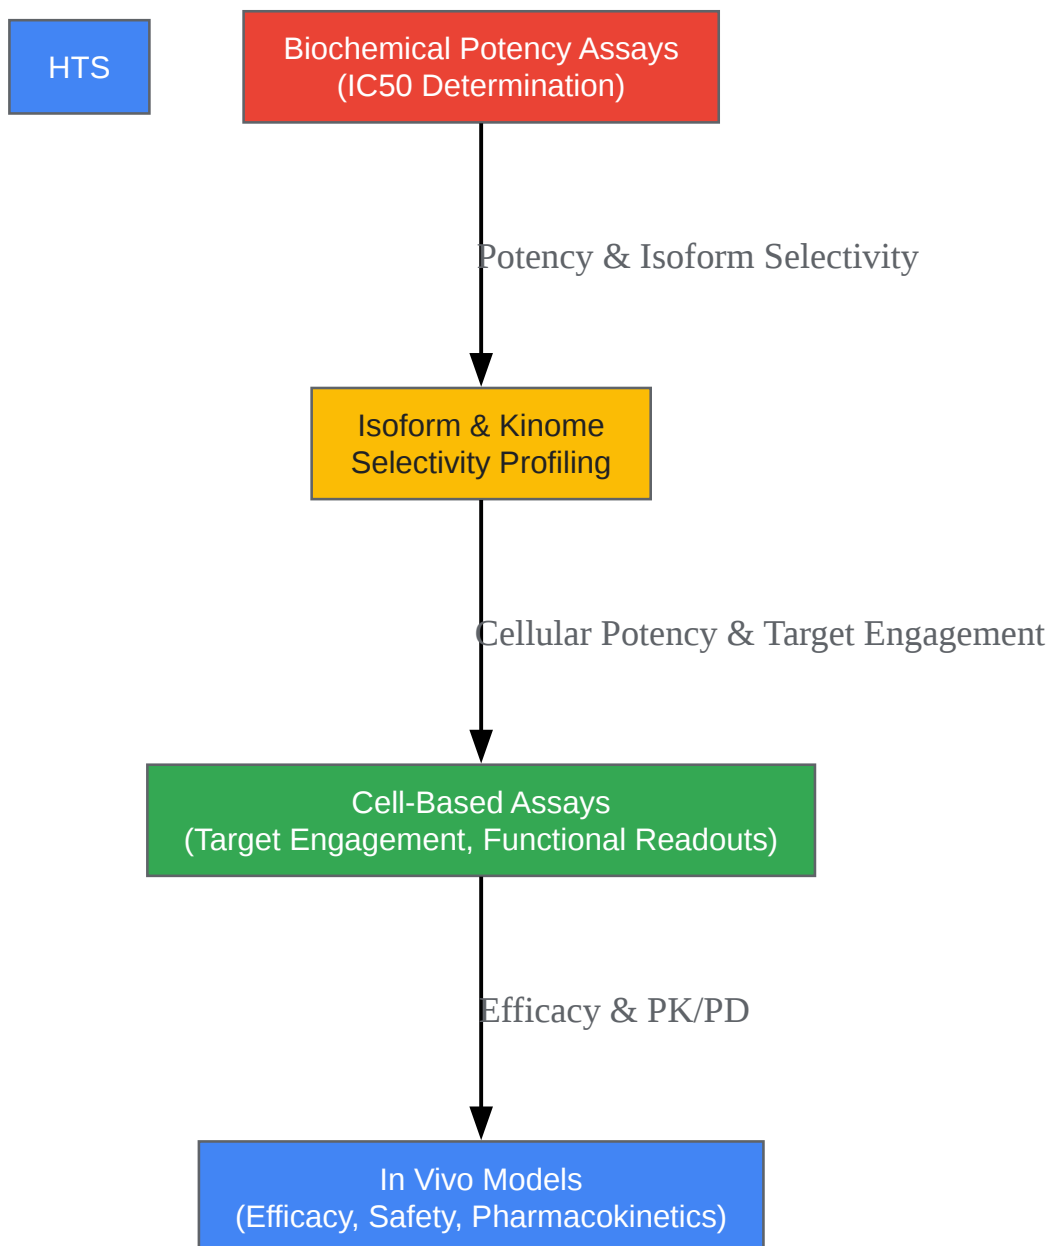 HTS
Biochemical Potency Assays
(IC50 Determination)
Potency & Isoform Selectivity
Isoform & Kinome
Selectivity Profiling
Cellular Potency & Target Engagement
Cell-Based Assays
(Target Engagement, Functional Readouts)
Efficacy & PK/PD
In Vivo Models
(Efficacy, Safety, Pharmacokinetics)